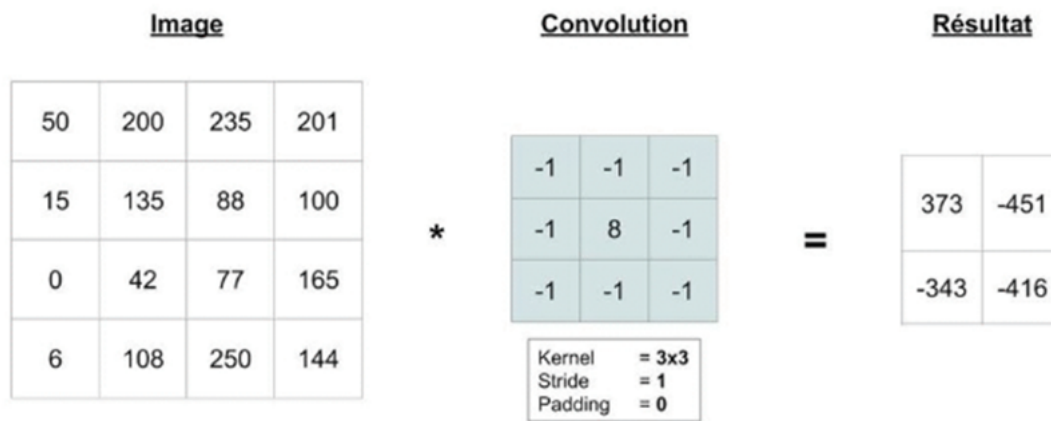 Image Convolution Résultat
50 200 235 201
15 135 88 100
0 42 77 165
6 108 250 144
*
-1 -1 -1
-1 8 -1
-1 -1 -1
Kernel = 3x3
Stride = 1
Padding = 0
=
373 -451
-343 -416